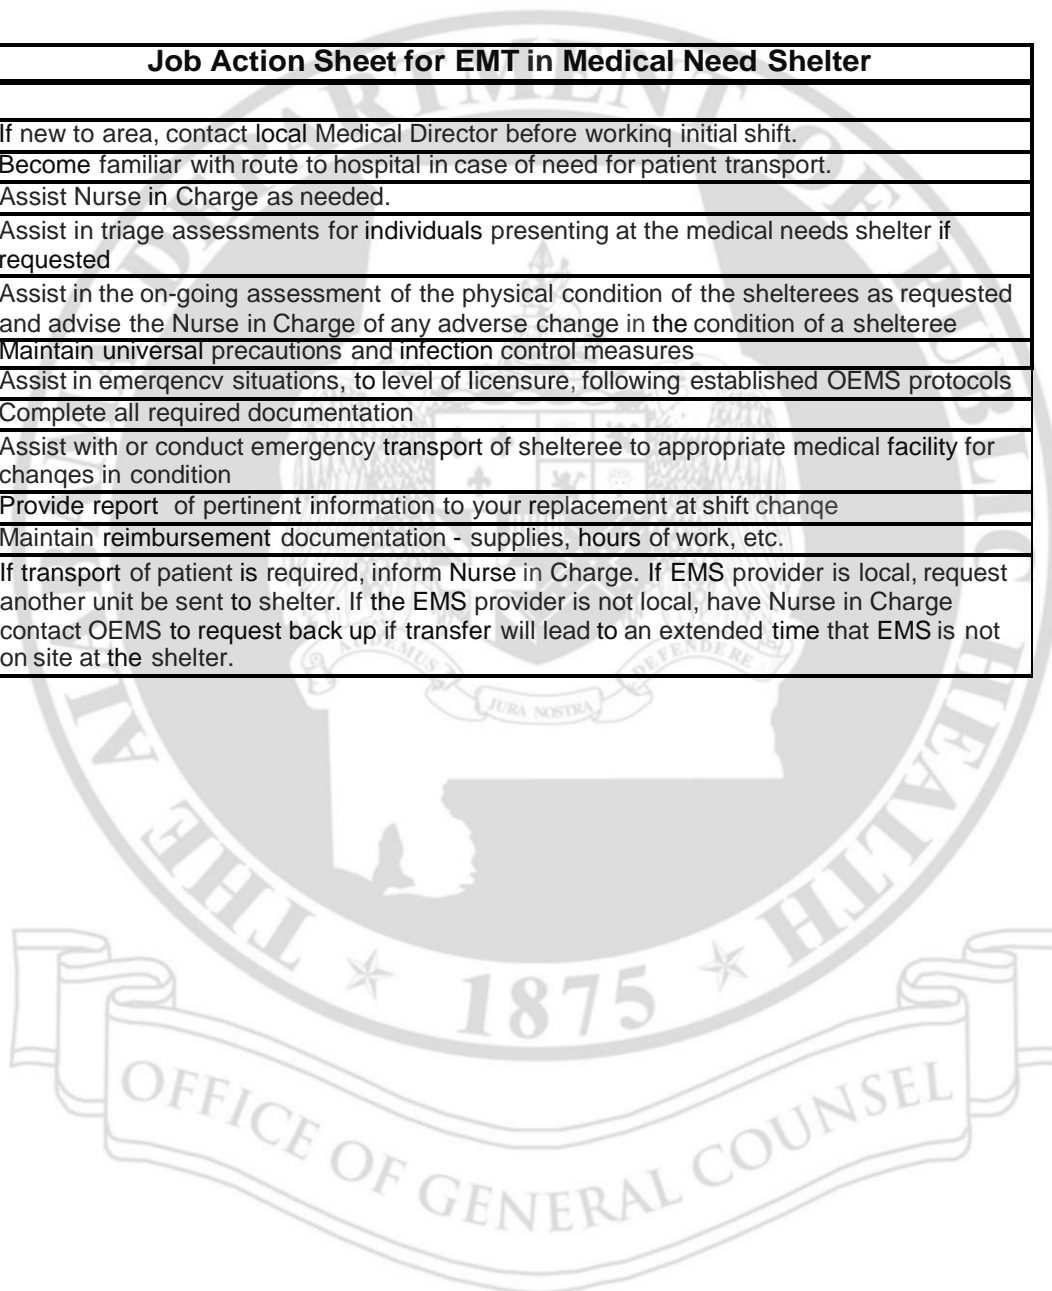 Job Action Sheet for EMT in Medical Need Shelter
If new to area, contact local Medical Director before workinq initial shift.
Become familiar with route to hospital in case of need for patient transport.
Assist Nurse in Charge as needed.
Assist in triage assessments for individuals presenting at the medical needs shelter if
requested
Assist in the on-going assessment of the physical condition of the shelterees as requested
and advise the Nurse in Charge of any adverse change in the condition of a shelteree
Maintain universal precautions and infection control measures
Assist in emerqencv situations, to level of licensure, following established OEMS protocols
Complete all required documentation
Assist with or conduct emergency transport of shelteree to appropriate medical facility for
chanqes in condition
Provide report of pertinent information to your replacement at shift chanqe
Maintain reimbursement documentation - supplies, hours of work, etc.
If transport of patient is required, inform Nurse in Charge. If EMS provider is local, request
another unit be sent to shelter. If the EMS provider is not local, have Nurse in Charge
contact OEMS to request back up if transfer will lead to an extended time that EMS is not
on site at the shelter.
THE ALABAMA DEPARTMENT OF PUBLIC HEALTH
AUDEMUS JURA NOSTRA DEFENDERE
1875
OFFICE OF GENERAL COUNSEL